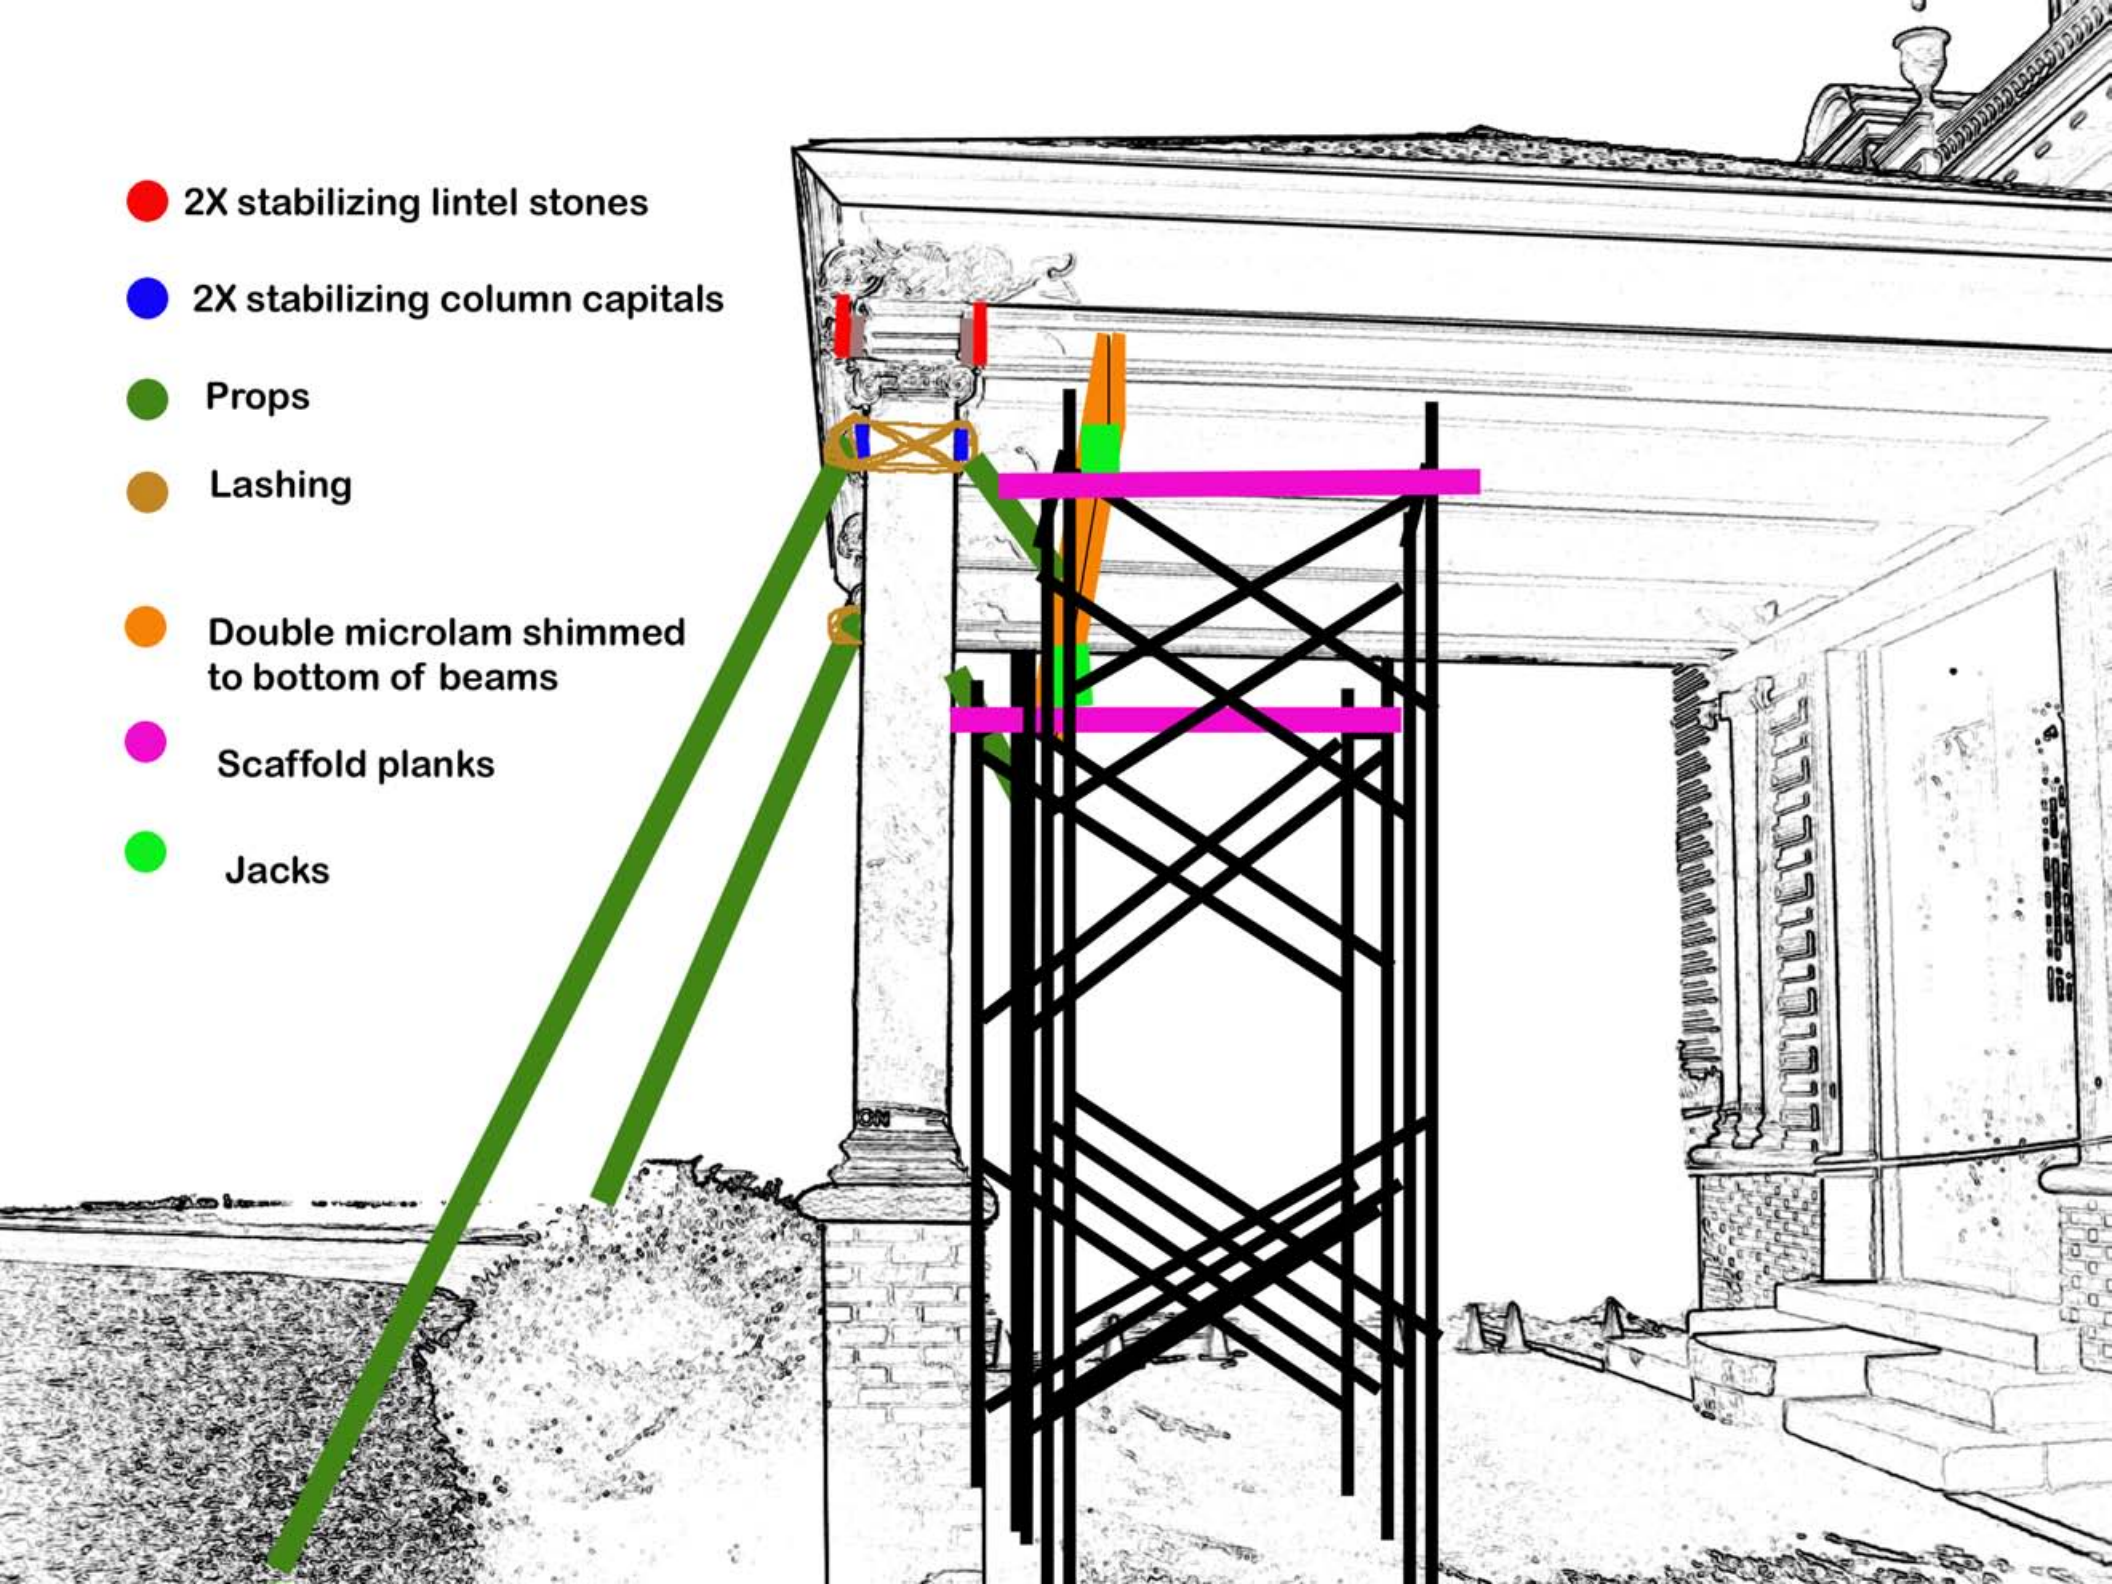 2X stabilizing lintel stones
2X stabilizing column capitals
Props
Lashing
Double microlam shimmed
to bottom of beams
Scaffold planks
Jacks